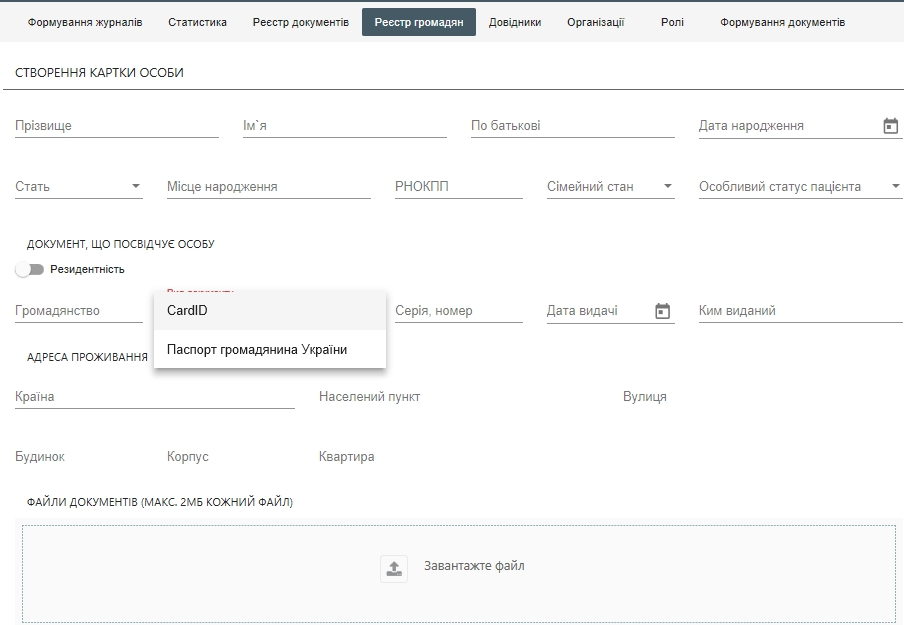 Формування журналів Статистика Реєстр документів Реєстр громадян Довідники Організації Ролі Формування документів
СТВОРЕННЯ КАРТКИ ОСОБИ
Прізвище Ім`я По батькові Дата народження
Стать Місце народження РНОКПП Сімейний стан Особливий статус пацієнта
ДОКУМЕНТ, ЩО ПОСВІДЧУЄ ОСОБУ
Резидентність
Громадянство CardID Серія, номер Дата видачі Ким виданий
Паспорт громадянина України
АДРЕСА ПРОЖИВАННЯ
Країна Населений пункт Вулиця
Будинок Корпус Квартира
ФАЙЛИ ДОКУМЕНТІВ (МАКС. 2МБ КОЖНИЙ ФАЙЛ)
Завантажте файл